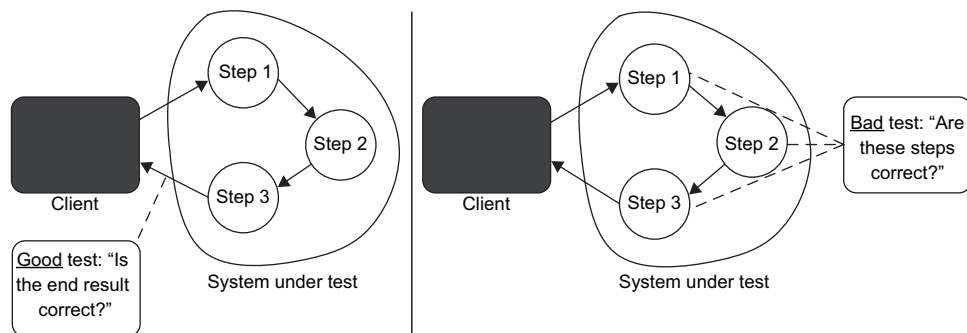 Step 1
Step 2
Step 3
Client
Good test: “Is
the end result
correct?”
System under test
Step 1
Step 2
Step 3
Client
Bad test: “Are
these steps
correct?”
System under test